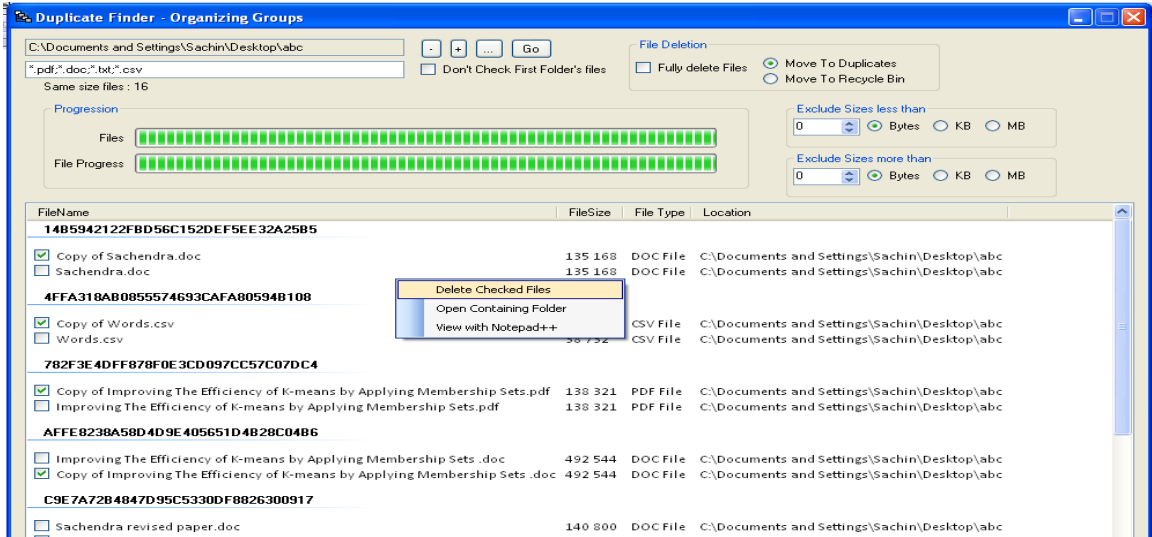 Duplicate Finder - Organizing Groups
C:\Documents and Settings\Sachin\Desktop\abc
- + ... Go
*.pdf;*.doc;*.txt;*.csv
Don't Check First Folder's files
Same size files : 16
File Deletion
Fully delete Files
Move To Duplicates
Move To Recycle Bin
Progression
Files
File Progress
Exclude Sizes less than
0 Bytes KB MB
Exclude Sizes more than
0 Bytes KB MB
FileName FileSize File Type Location
14B5942122FBD56C152DEF5EE32A25B5
Copy of Sachendra.doc 135 168 DOC File C:\Documents and Settings\Sachin\Desktop\abc
Sachendra.doc 135 168 DOC File C:\Documents and Settings\Sachin\Desktop\abc
Delete Checked Files
Open Containing Folder
View with Notepad++
4FFA318AB0855574693CAFA80594B108
Copy of Words.csv CSV File C:\Documents and Settings\Sachin\Desktop\abc
Words.csv CSV File C:\Documents and Settings\Sachin\Desktop\abc
782F3E4DFF878F0E3CD097CC57C07DC4
Copy of Improving The Efficiency of K-means by Applying Membership Sets.pdf 138 321 PDF File C:\Documents and Settings\Sachin\Desktop\abc
Improving The Efficiency of K-means by Applying Membership Sets.pdf 138 321 PDF File C:\Documents and Settings\Sachin\Desktop\abc
AFFE8238A58D4D9E405651D4B28C04B6
Improving The Efficiency of K-means by Applying Membership Sets .doc 492 544 DOC File C:\Documents and Settings\Sachin\Desktop\abc
Copy of Improving The Efficiency of K-means by Applying Membership Sets .doc 492 544 DOC File C:\Documents and Settings\Sachin\Desktop\abc
C9E7A72B4847D95C5330DF8826300917
Sachendra revised paper.doc 140 800 DOC File C:\Documents and Settings\Sachin\Desktop\abc